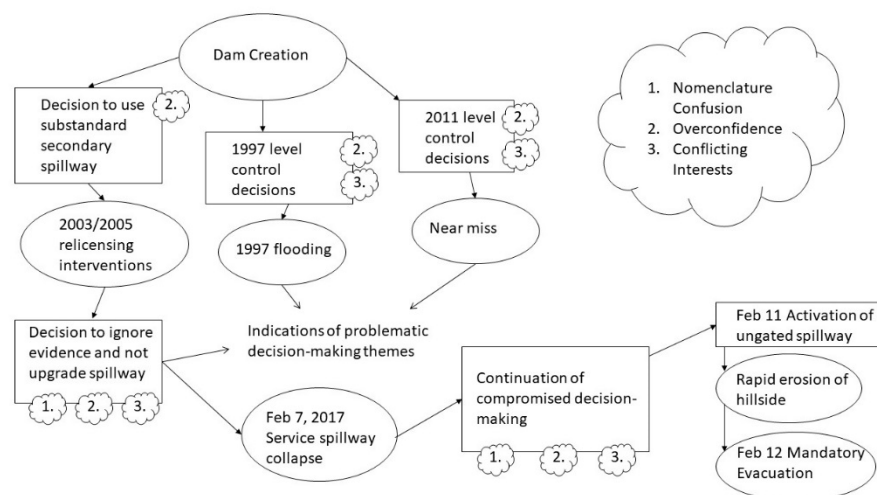 Dam Creation
Decision to use
substandard
secondary
spillway
2.
1997 level
control
decisions
2.
3.
2011 level
control
decisions
2.
3.
1. Nomenclature
Confusion
2. Overconfidence
3. Conflicting
Interests
2003/2005
relicensing
interventions
1997 flooding
Near miss
Decision to ignore
evidence and not
upgrade spillway
1.
2.
3.
Indications of problematic
decision-making themes
Feb 7, 2017
Service spillway
collapse
Continuation of
compromised decision-
making
1.
2.
3.
Feb 11 Activation of
ungated spillway
Rapid erosion of
hillside
Feb 12 Mandatory
Evacuation